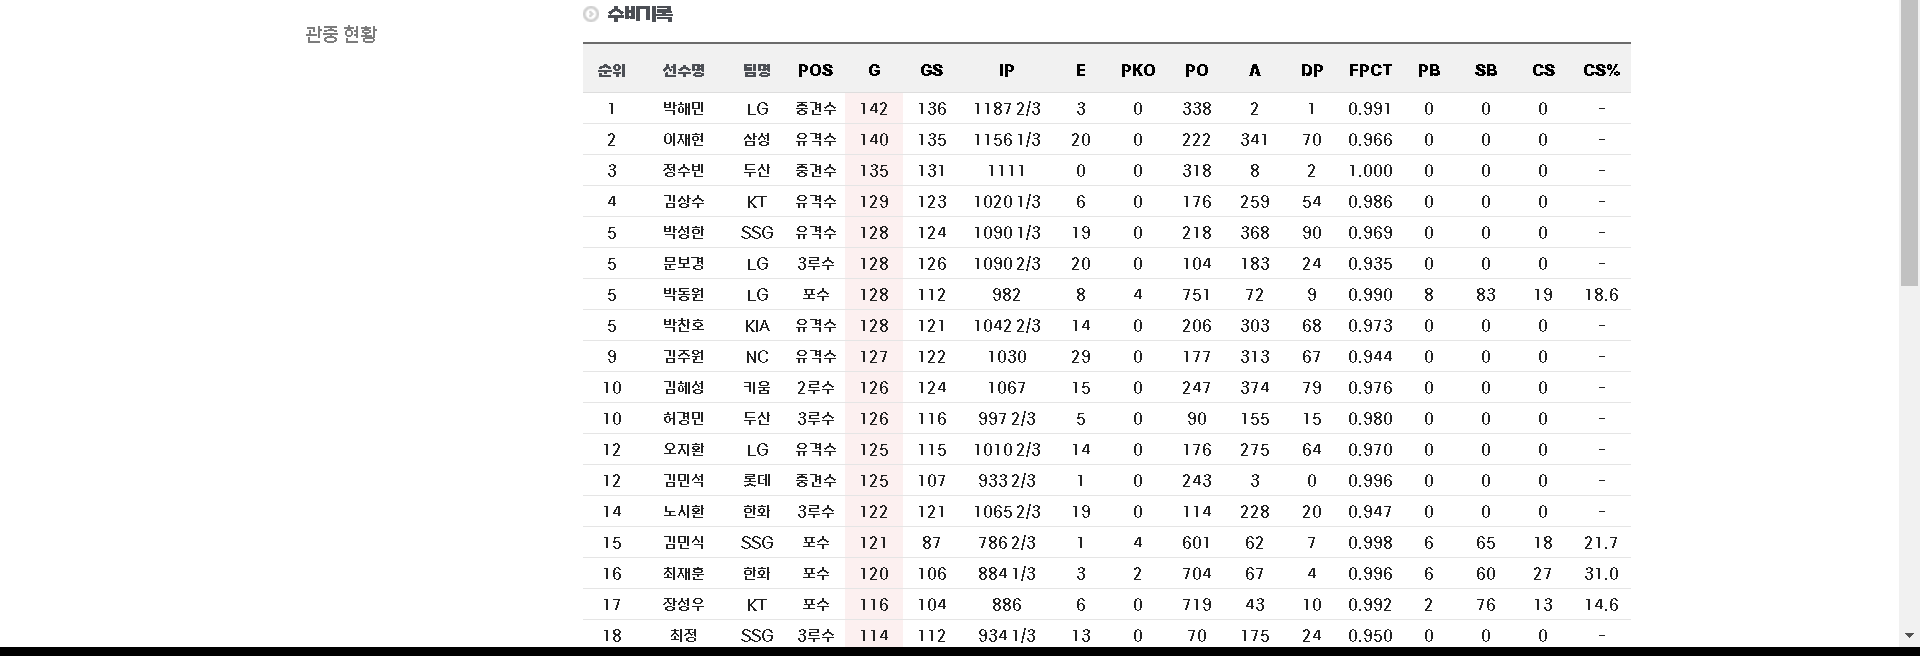 수비기록
관중 현황
순위 선수명 팀명 POS G GS IP E PKO PO A DP FPCT PB SB CS CS%
1 박해민 LG 중견수 142 136 1187 2/3 3 0 338 2 1 0.991 0 0 0 -
2 이재현 삼성 유격수 140 135 1156 1/3 20 0 222 341 70 0.966 0 0 0 -
3 정수빈 두산 중견수 135 131 1111 0 0 318 8 2 1.000 0 0 0 -
4 김상수 KT 유격수 129 123 1020 1/3 6 0 176 259 54 0.986 0 0 0 -
5 박성한 SSG 유격수 128 124 1090 1/3 19 0 218 368 90 0.969 0 0 0 -
5 문보경 LG 3루수 128 126 1090 2/3 20 0 104 183 24 0.935 0 0 0 -
5 박동원 LG 포수 128 112 982 8 4 751 72 9 0.990 8 83 19 18.6
5 박찬호 KIA 유격수 128 121 1042 2/3 14 0 206 303 68 0.973 0 0 0 -
9 김주원 NC 유격수 127 122 1030 29 0 177 313 67 0.944 0 0 0 -
10 김혜성 키움 2루수 126 124 1067 15 0 247 374 79 0.976 0 0 0 -
10 허경민 두산 3루수 126 116 997 2/3 5 0 90 155 15 0.980 0 0 0 -
12 오지환 LG 유격수 125 115 1010 2/3 14 0 176 275 64 0.970 0 0 0 -
12 김민석 롯데 중견수 125 107 933 2/3 1 0 243 3 0 0.996 0 0 0 -
14 노시환 한화 3루수 122 121 1065 2/3 19 0 114 228 20 0.947 0 0 0 -
15 김민식 SSG 포수 121 87 786 2/3 1 4 601 62 7 0.998 6 65 18 21.7
16 최재훈 한화 포수 120 106 884 1/3 3 2 704 67 4 0.996 6 60 27 31.0
17 장성우 KT 포수 116 104 886 6 0 719 43 10 0.992 2 76 13 14.6
18 최정 SSG 3루수 114 112 934 1/3 13 0 70 175 24 0.950 0 0 0 -